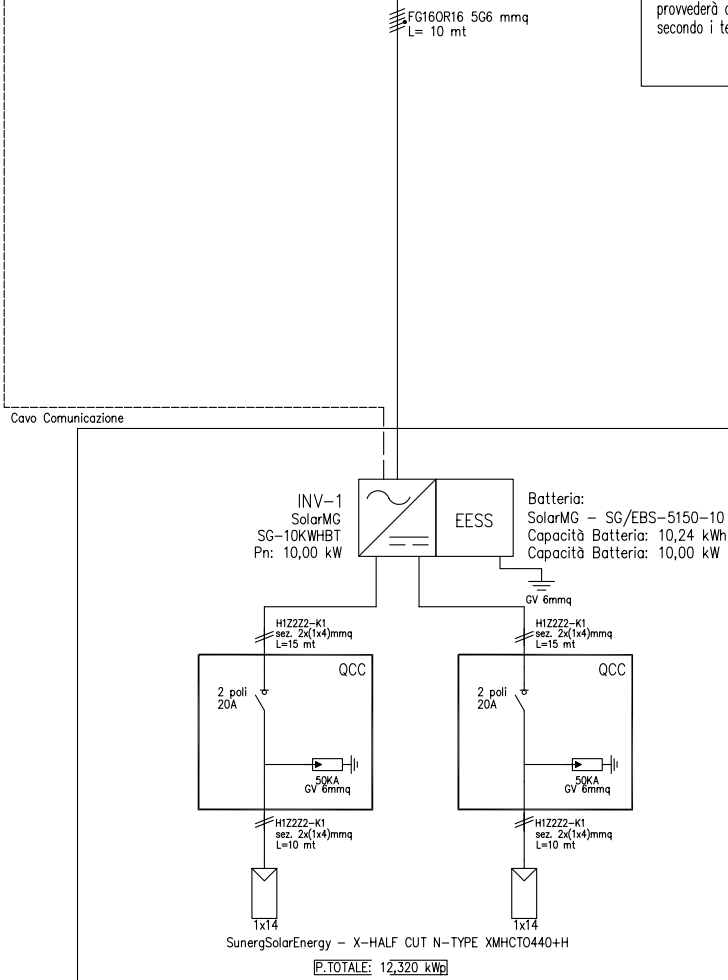 FG16OR16 5G6 mmq
L= 10 mt
provvederà
secondo i
Cavo Comunicazione
INV-1
SolarMG
SG-10KWHBT
Pn: 10,00 kW
EESS
Batteria:
SolarMG - SG/EBS-5150-10
Capacità Batteria: 10,24 kWh
Capacità Batteria: 10,00 kW
GV 6mmq
H1Z2Z2-K1
sez. 2x(1x4)mmq
L=15 mt
QCC
2 poli
20A
50KA
GV 6mmq
H1Z2Z2-K1
sez. 2x(1x4)mmq
L=10 mt
1x14
H1Z2Z2-K1
sez. 2x(1x4)mmq
L=15 mt
QCC
2 poli
20A
50KA
GV 6mmq
H1Z2Z2-K1
sez. 2x(1x4)mmq
L=10 mt
1x14
SunergSolarEnergy - X-HALF CUT N-TYPE XMHCT0440+H
P.TOTALE: 12,320 kWp